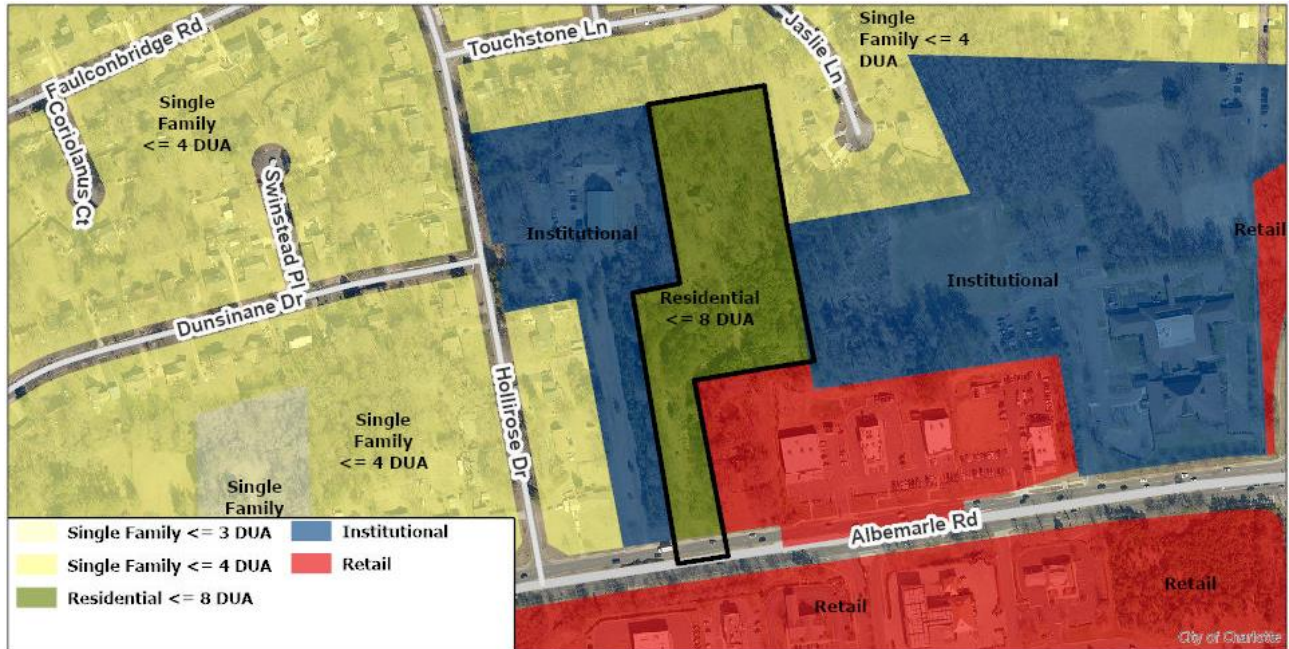 Faulconbridge Rd
Touchstone Ln
Jaslie Ln
Single
Family <= 4
DUA
Coriolanus Ct
Single
Family
<= 4 DUA
Swinstead Pl
Institutional
Retail
Institutional
Residential
<= 8 DUA
Dunsinane Dr
Hollirose Dr
Single
Family
<= 4 DUA
Single
Family
Albemarle Rd
Single Family <= 3 DUA
Institutional
Single Family <= 4 DUA
Retail
Residential <= 8 DUA
Retail
Retail
City of Charlotte